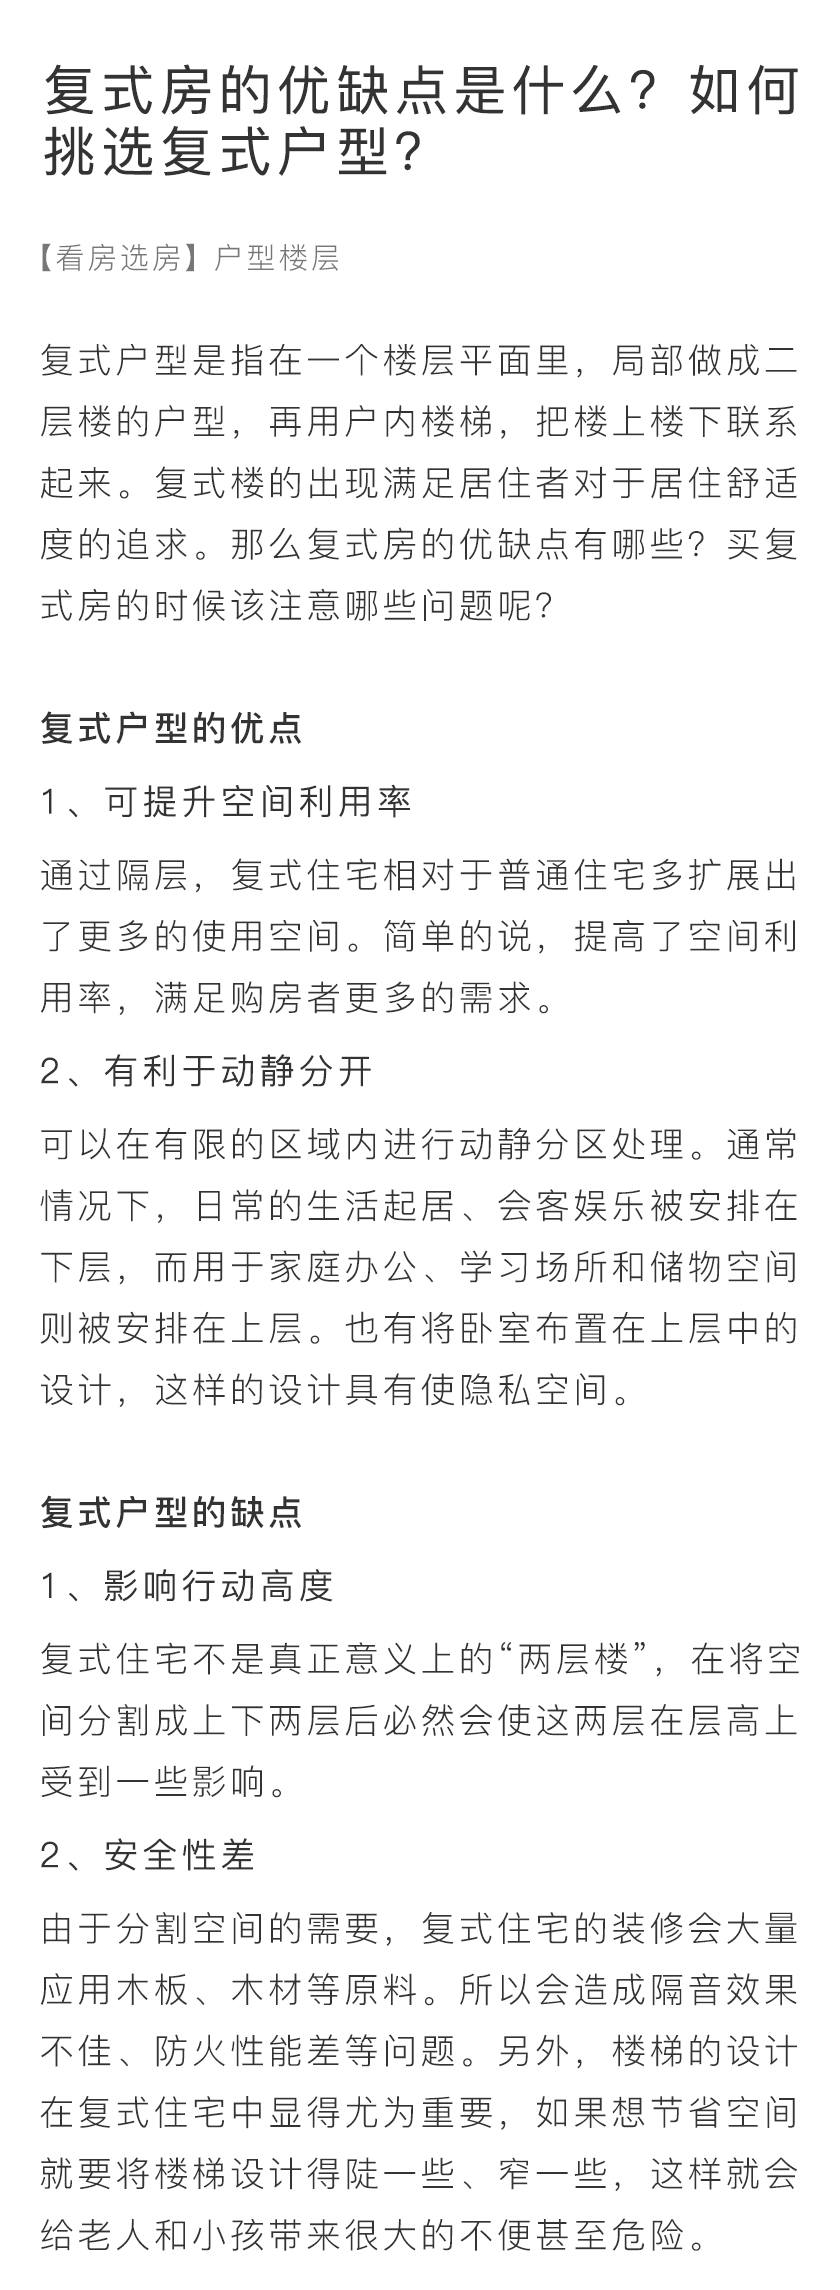 复式房的优缺点是什么？如何
挑选复式户型？
【看房选房】户型楼层
复式户型是指在一个楼层平面里，局部做成二
层楼的户型，再用户内楼梯，把楼上楼下联系
起来。复式楼的出现满足居住者对于居住舒适
度的追求。那么复式房的优缺点有哪些？买复
式房的时候该注意哪些问题呢？
复式户型的优点
1、可提升空间利用率
通过隔层，复式住宅相对于普通住宅多扩展出
了更多的使用空间。简单的说，提高了空间利
用率，满足购房者更多的需求。
2、有利于动静分开
可以在有限的区域内进行动静分区处理。通常
情况下，日常的生活起居、会客娱乐被安排在
下层，而用于家庭办公、学习场所和储物空间
则被安排在上层。也有将卧室布置在上层中的
设计，这样的设计具有使隐私空间。
复式户型的缺点
1、影响行动高度
复式住宅不是真正意义上的“两层楼”，在将空
间分割成上下两层后必然会使这两层在层高上
受到一些影响。
2、安全性差
由于分割空间的需要，复式住宅的装修会大量
应用木板、木材等原料。所以会造成隔音效果
不佳、防火性能差等问题。另外，楼梯的设计
在复式住宅中显得尤为重要，如果想节省空间
就要将楼梯设计得陡一些、窄一些，这样就会
给老人和小孩带来很大的不便甚至危险。